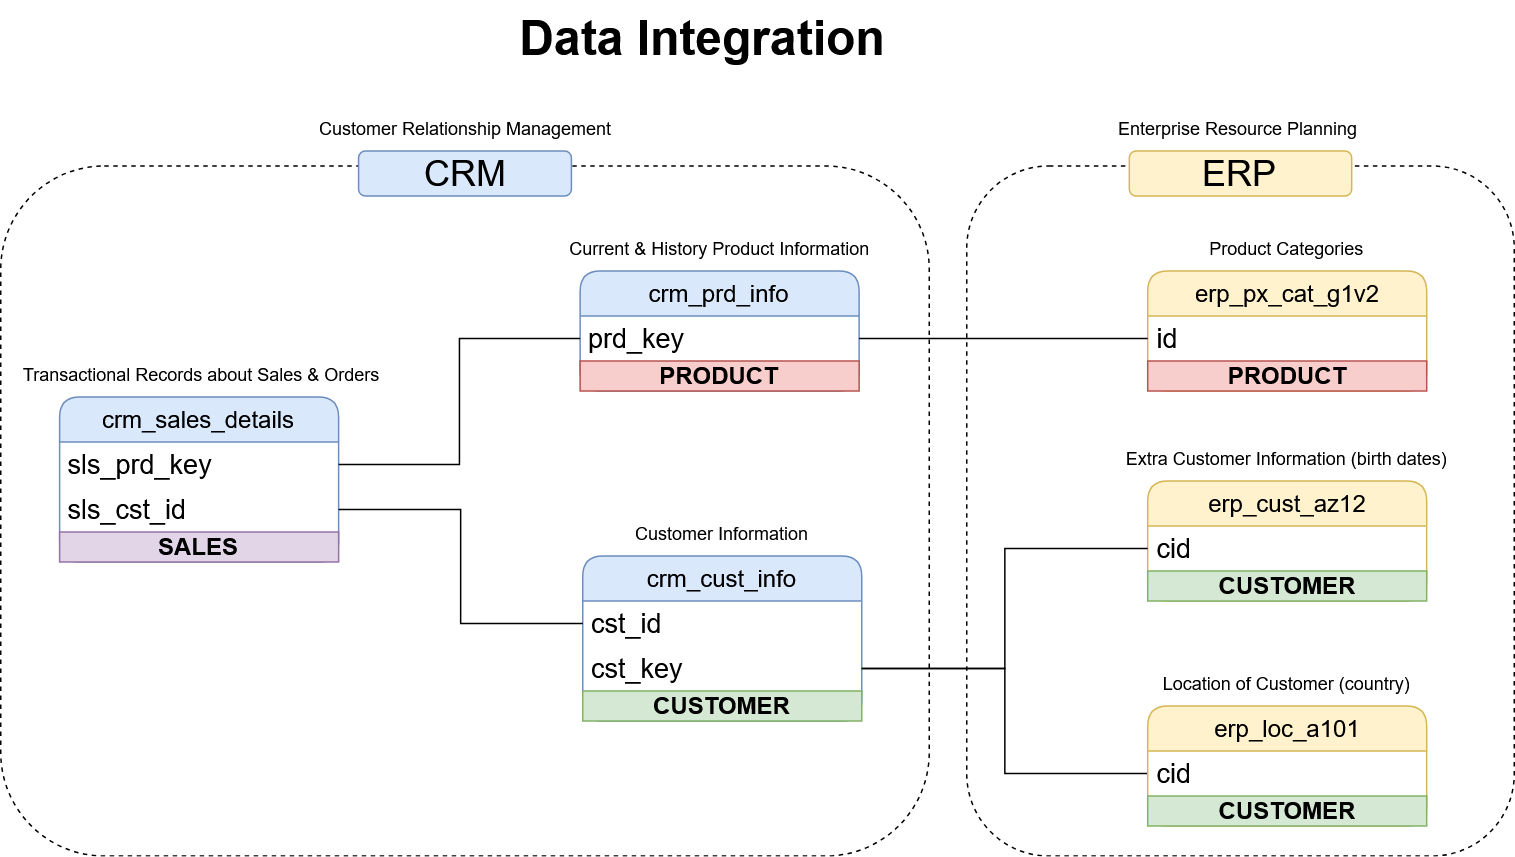 Data Integration
Customer Relationship Management
CRM
Enterprise Resource Planning
ERP
Current & History Product Information
crm_prd_info
prd_key
PRODUCT
Product Categories
erp_px_cat_g1v2
id
PRODUCT
Transactional Records about Sales & Orders
crm_sales_details
sls_prd_key
sls_cst_id
SALES
Extra Customer Information (birth dates)
erp_cust_az12
cid
CUSTOMER
Customer Information
crm_cust_info
cst_id
cst_key
CUSTOMER
Location of Customer (country)
erp_loc_a101
cid
CUSTOMER